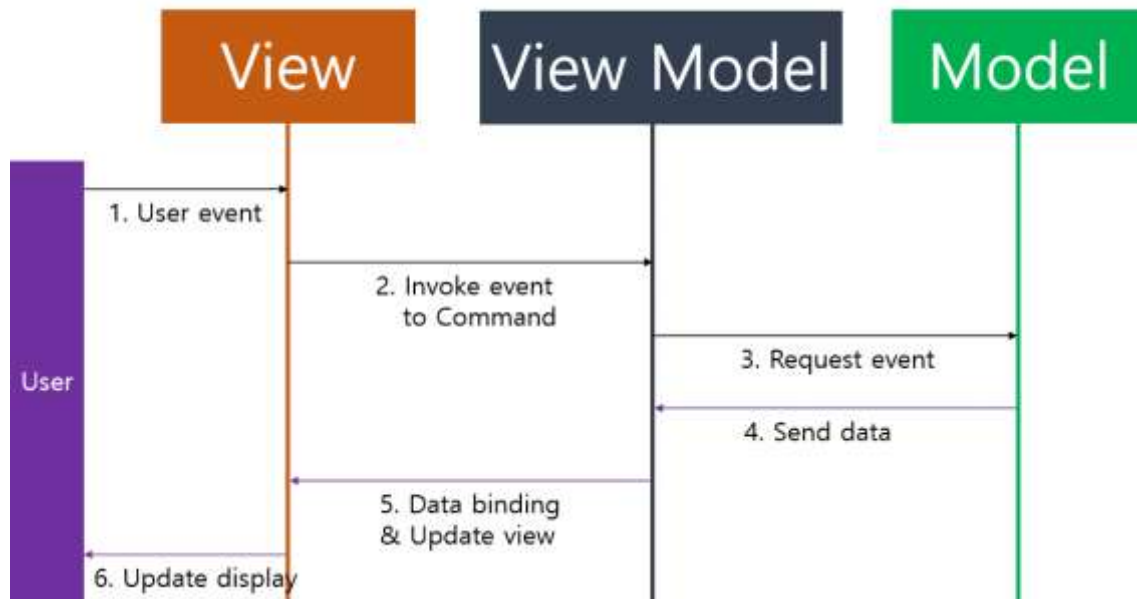 View
View Model
Model
1. User event
2. Invoke event
to Command
3. Request event
User
4. Send data
5. Data binding
& Update view
6. Update display